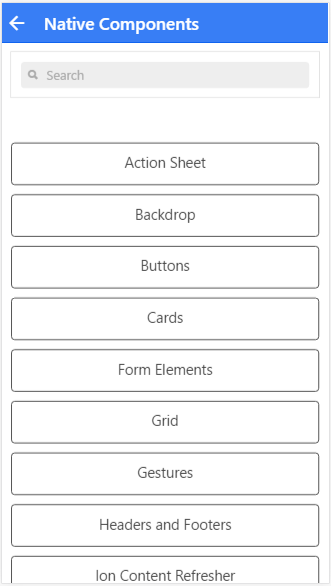 Native Components
Search
Action Sheet
Backdrop
Buttons
Cards
Form Elements
Grid
Gestures
Headers and Footers
Ion Content Refresher